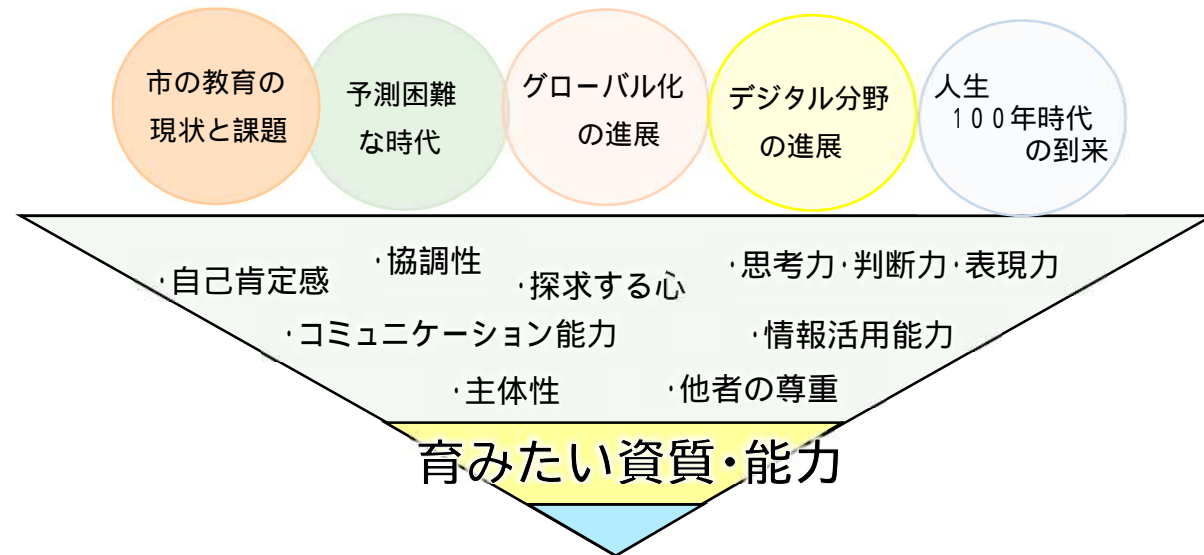 市の教育の
現状と課題
予測困難
な時代
グローバル化
の進展
デジタル分野
の進展
人生
100年時代
の到来
・自己肯定感
・協調性
・探求する心
・思考力・判断力・表現力
・コミュニケーション能力
・情報活用能力
・主体性
・他者の尊重
育みたい資質・能力